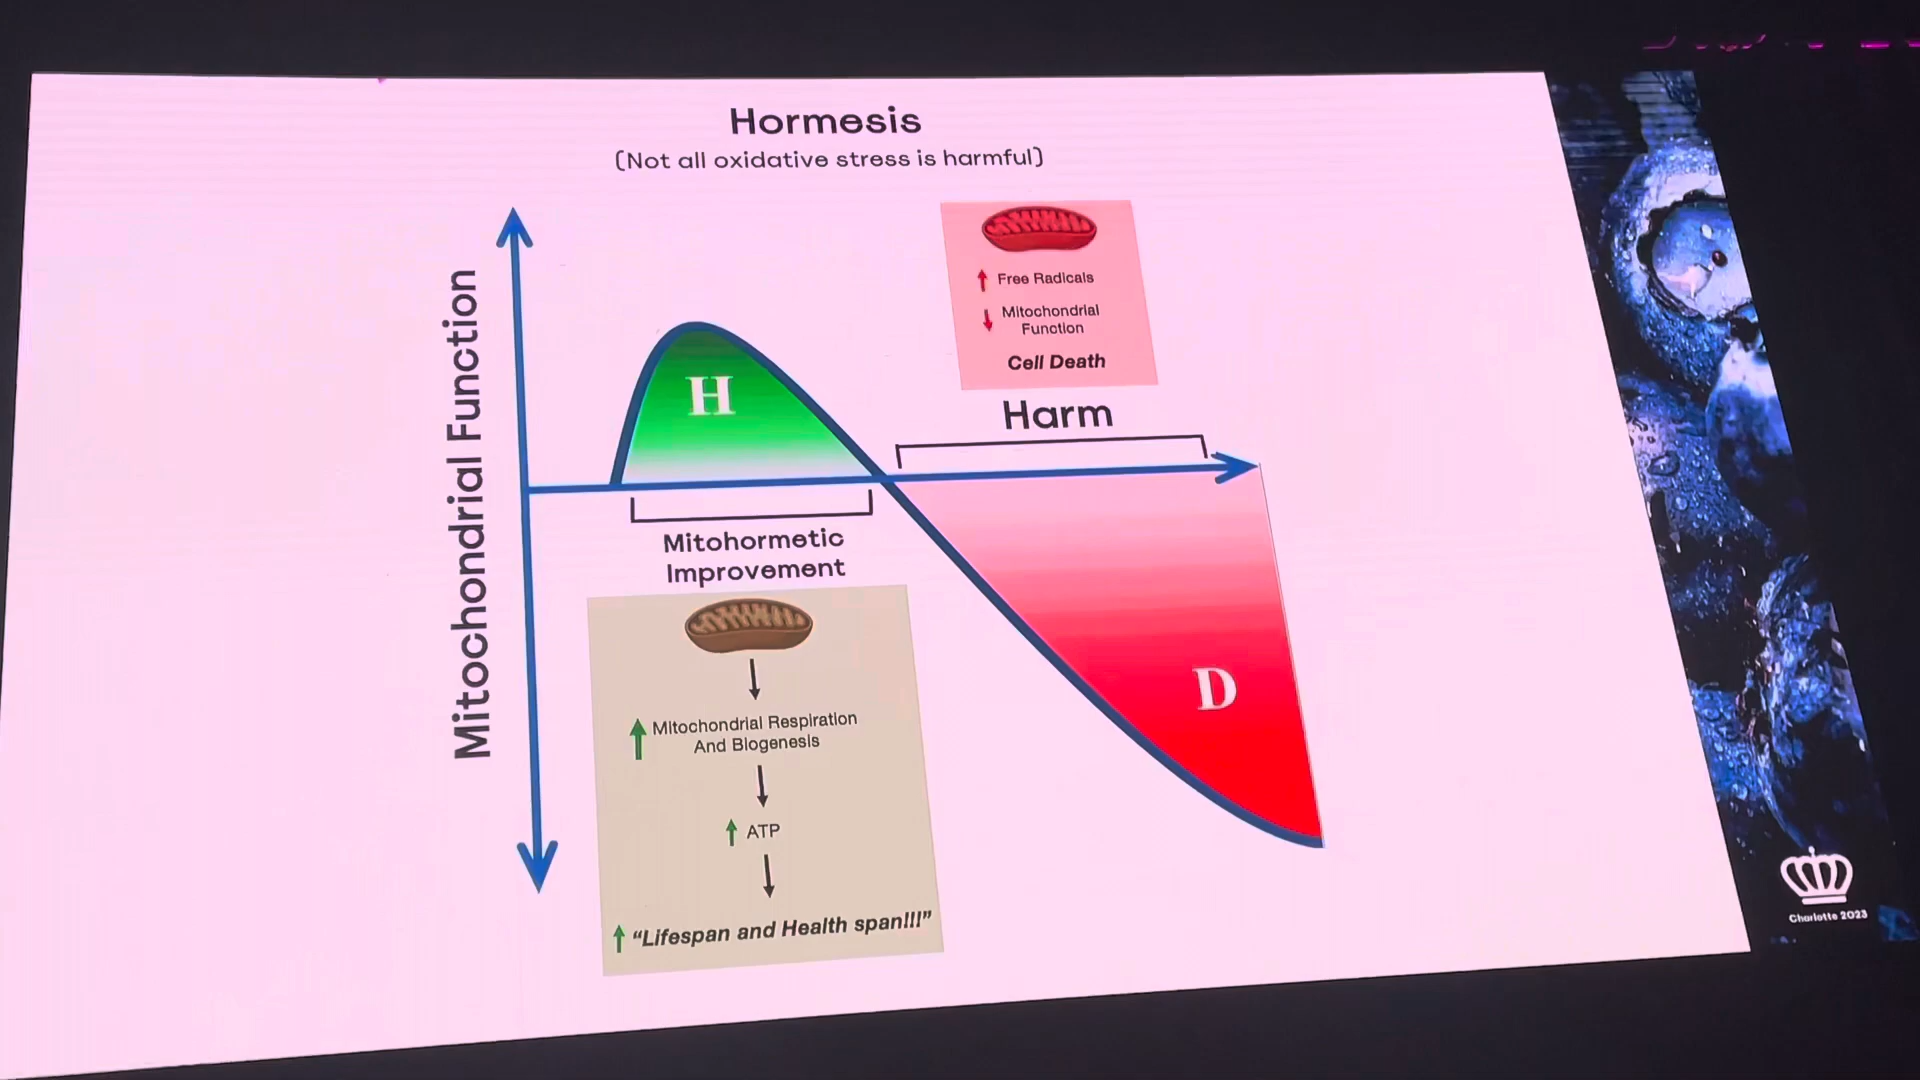 Hormesis
(Not all oxidative stress is harmful)
Mitochondrial Function
Free Radicals
Mitochondrial
Function
Cell Death
Harm
H
Mitohormetic
Improvement
Mitochondrial Respiration
And Biogenesis
ATP
“Lifespan and Health span!!!”
D
Charlotte 2023